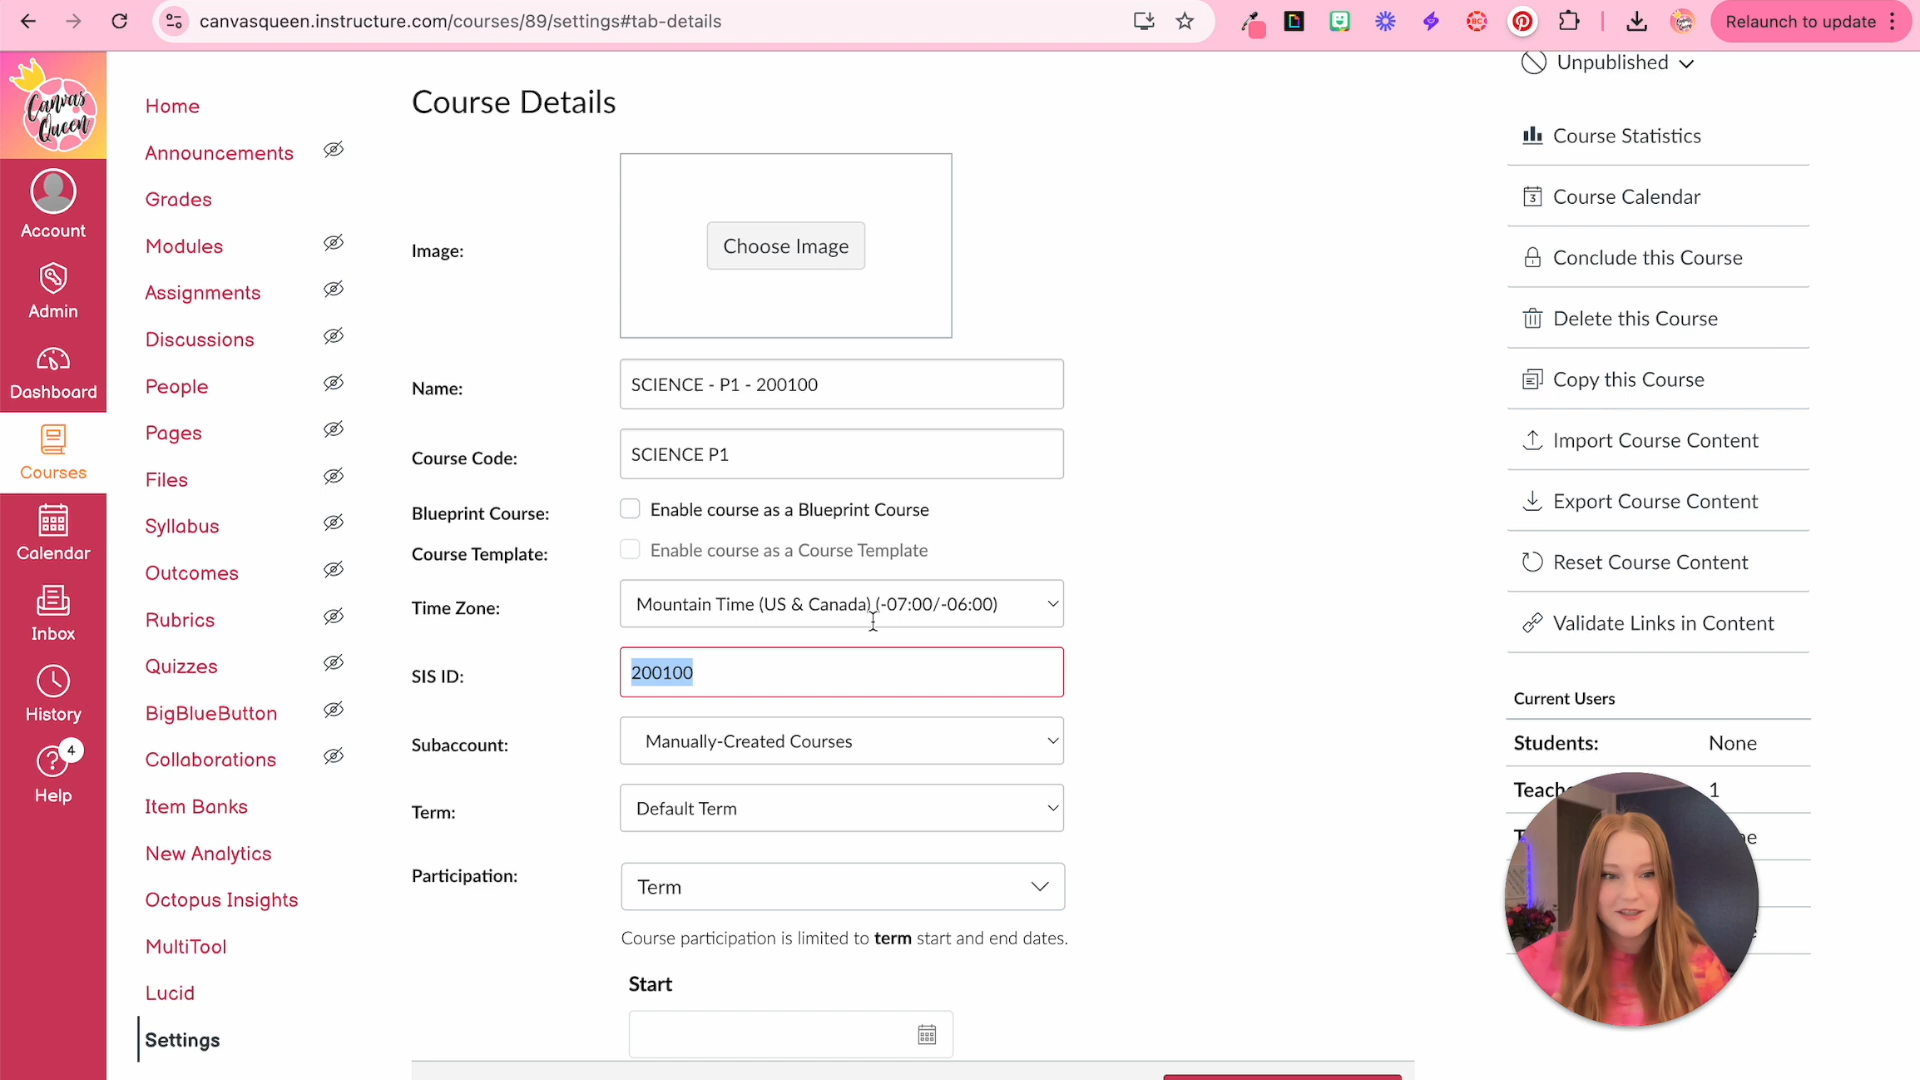 canvasqueen.instructure.com/courses/89/settings#tab-details
Relaunch to update
Canvas
Queen
Account
Admin
Dashboard
Courses
Calendar
Inbox
History
4
Help
Home
Announcements
Grades
Modules
Assignments
Discussions
People
Pages
Files
Syllabus
Outcomes
Rubrics
Quizzes
BigBlueButton
Collaborations
Item Banks
New Analytics
Octopus Insights
MultiTool
Lucid
Settings
Course Details
Image:
Choose Image
Name:
SCIENCE - P1 - 200100
Course Code:
SCIENCE P1
Blueprint Course:
Enable course as a Blueprint Course
Course Template:
Enable course as a Course Template
Time Zone:
Mountain Time (US & Canada) (-07:00/-06:00)
SIS ID:
200100
Subaccount:
Manually-Created Courses
Term:
Default Term
Participation:
Term
Course participation is limited to term start and end dates.
Start
Unpublished
Course Statistics
3
Course Calendar
Conclude this Course
Delete this Course
Copy this Course
Import Course Content
Export Course Content
Reset Course Content
Validate Links in Content
Current Users
Students: None
1